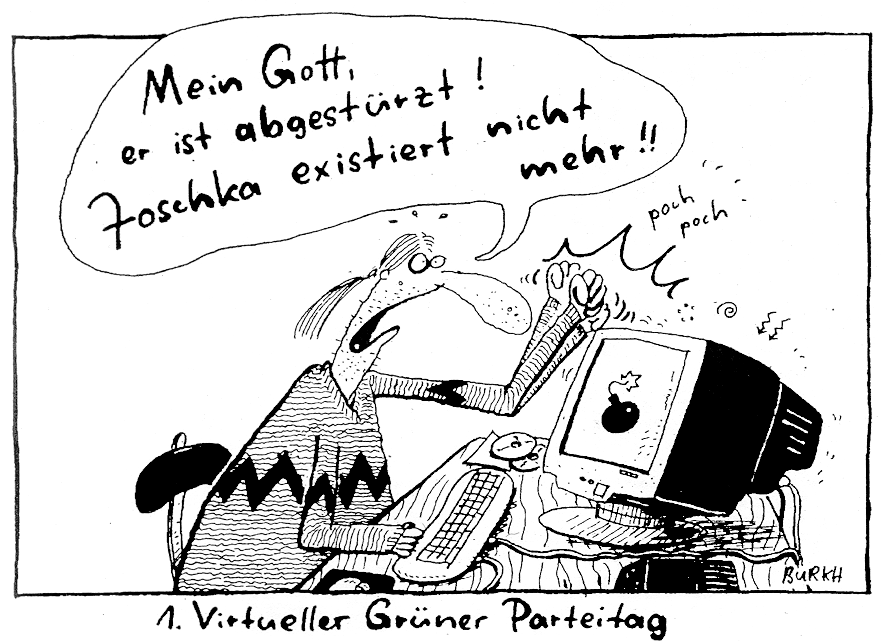 Mein Gott,
er ist abgestürzt!
Joschka existiert nicht
mehr!!
poch
poch
BURKH
1. Virtueller Grüner Parteitag